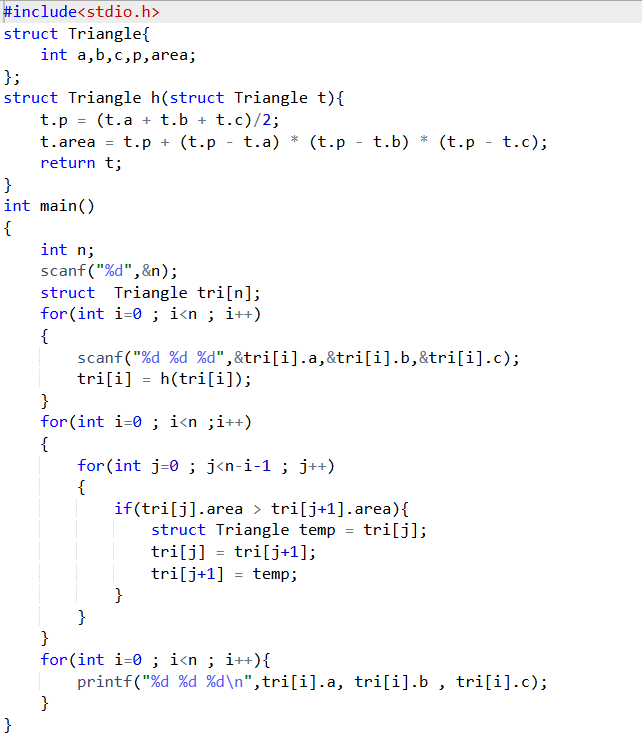 #include<stdio.h>
struct Triangle{
    int a,b,c,p,area;
};
struct Triangle h(struct Triangle t){
    t.p = (t.a + t.b + t.c)/2;
    t.area = t.p + (t.p - t.a) * (t.p - t.b) * (t.p - t.c);
    return t;
}
int main()
{
    int n;
    scanf("%d",&n);
    struct  Triangle tri[n];
    for(int i=0 ; i<n ; i++)
    {
        scanf("%d %d %d",&tri[i].a,&tri[i].b,&tri[i].c);
        tri[i] = h(tri[i]);
    }
    for(int i=0 ; i<n ;i++)
    {
        for(int j=0 ; j<n-i-1 ; j++)
        {
            if(tri[j].area > tri[j+1].area){
                struct Triangle temp = tri[j];
                tri[j] = tri[j+1];
                tri[j+1] = temp;
            }
        }
    }
    for(int i=0 ; i<n ; i++){
        printf("%d %d %d\n",tri[i].a, tri[i].b , tri[i].c);
    }
}